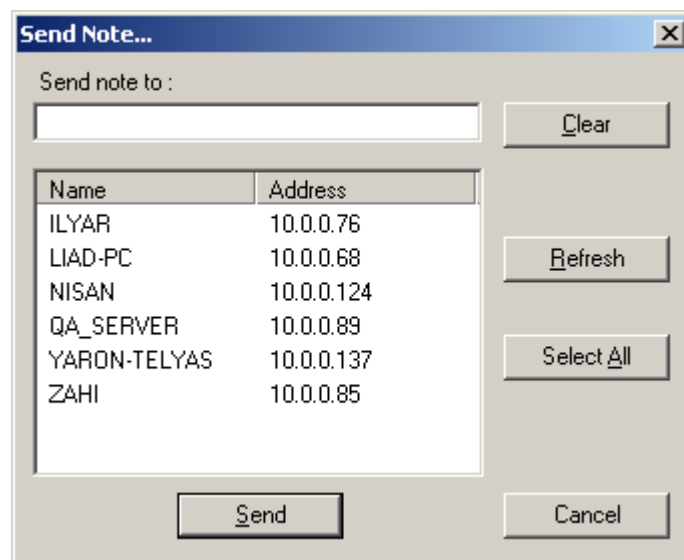 Send Note...
Send note to :
Clear
Name Address
ILYAR 10.0.0.76
LIAD-PC 10.0.0.68
NISAN 10.0.0.124
QA_SERVER 10.0.0.89
YARON-TELYAS 10.0.0.137
ZAHI 10.0.0.85
Refresh
Select All
Send
Cancel